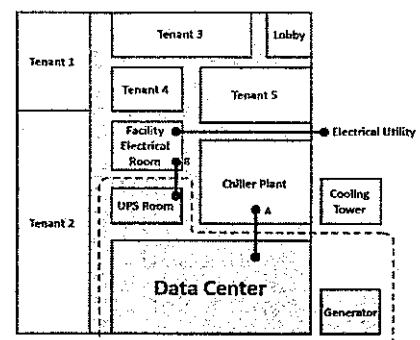 Tenant 3
Lobby
Tenant 1
Tenant 4
Tenant 5
Facility
Electrical
Room
Electrical Utility
B
Chiller Plant
UPS Room
A
Cooling
Tower
Tenant 2
Data Center
Generator